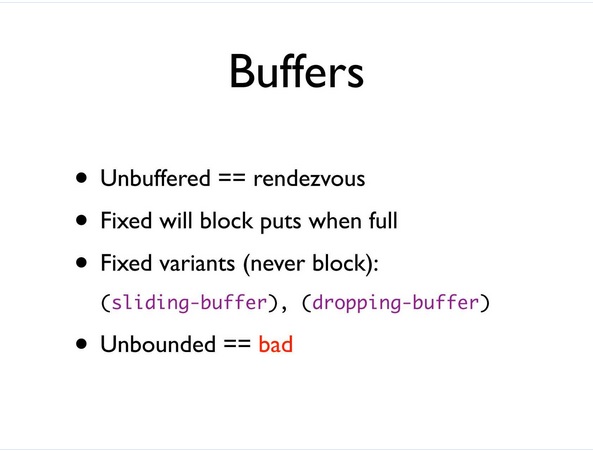 Buffers
• Unbuffered == rendezvous
• Fixed will block puts when full
• Fixed variants (never block):
(sliding-buffer), (dropping-buffer)
• Unbounded == bad